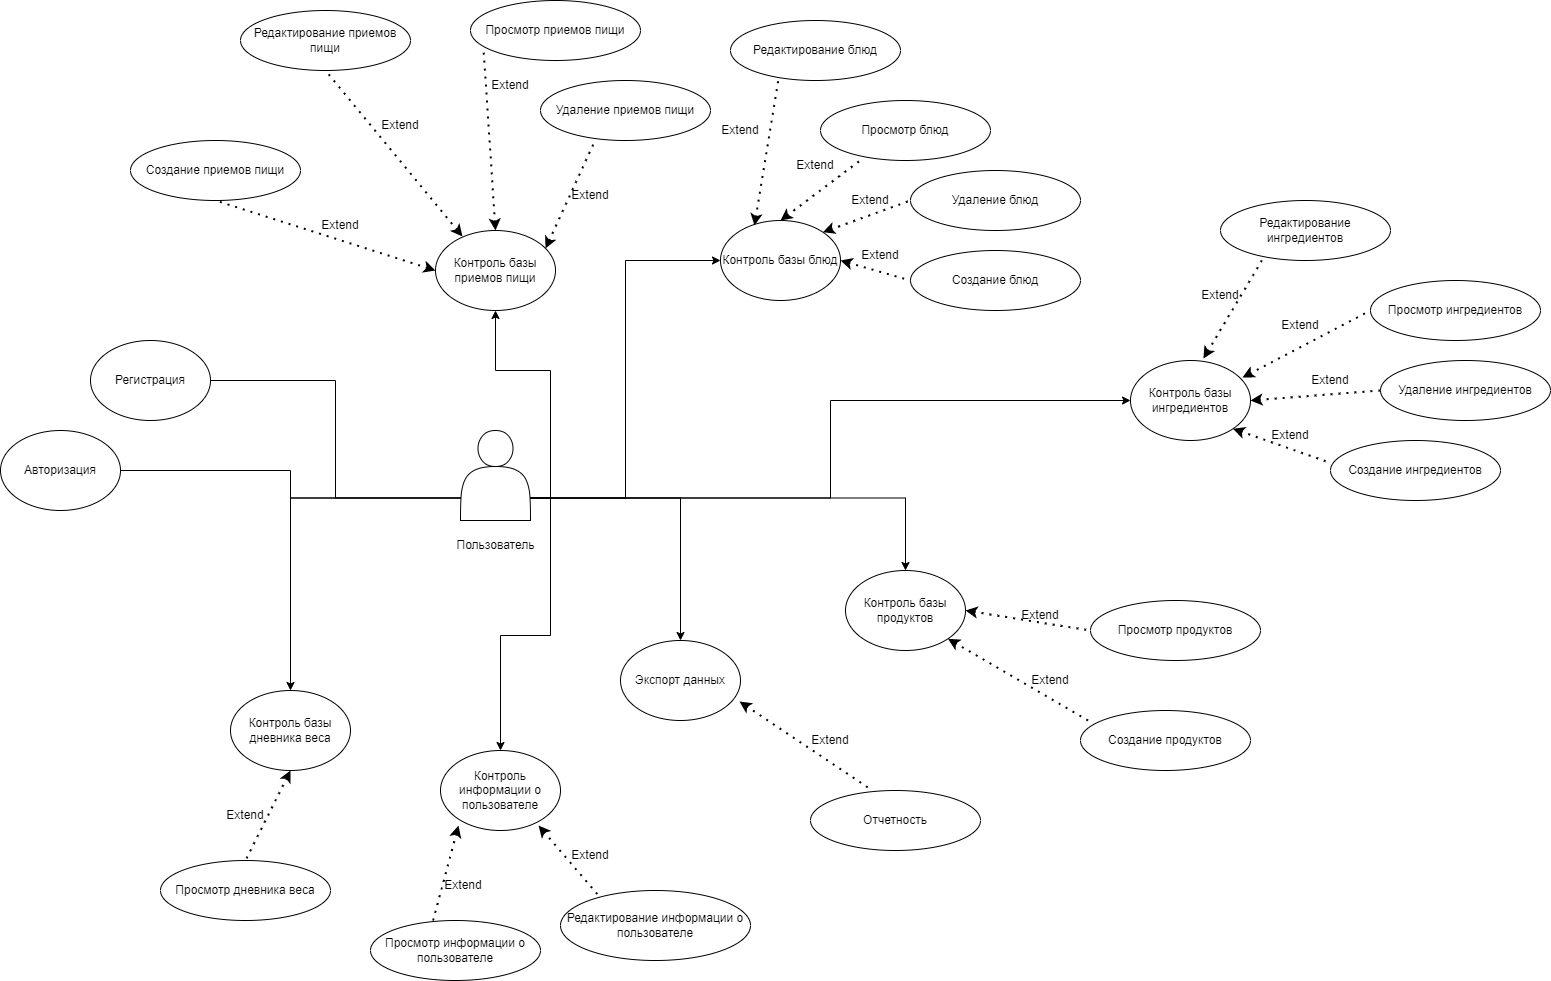 Редактирование приемов
пищи
Просмотр приемов пищи
Редактирование блюд
Extend
Удаление приемов пищи
Extend
Extend
Просмотр блюд
Создание приемов пищи
Extend
Extend
Extend
Удаление блюд
Extend
Контроль базы
приемов пищи
Контроль базы блюд
Extend
Создание блюд
Редактирование
ингредиентов
Extend
Просмотр ингредиентов
Extend
Регистрация
Контроль базы
ингредиентов
Extend
Удаление ингредиентов
Extend
Создание ингредиентов
Авторизация
Пользователь
Контроль базы
продуктов
Extend
Просмотр продуктов
Extend
Создание продуктов
Экспорт данных
Extend
Отчетность
Контроль базы
дневника веса
Extend
Просмотр дневника веса
Контроль
информации о
пользователе
Extend
Extend
Редактирование информации о
пользователе
Просмотр информации о
пользователе